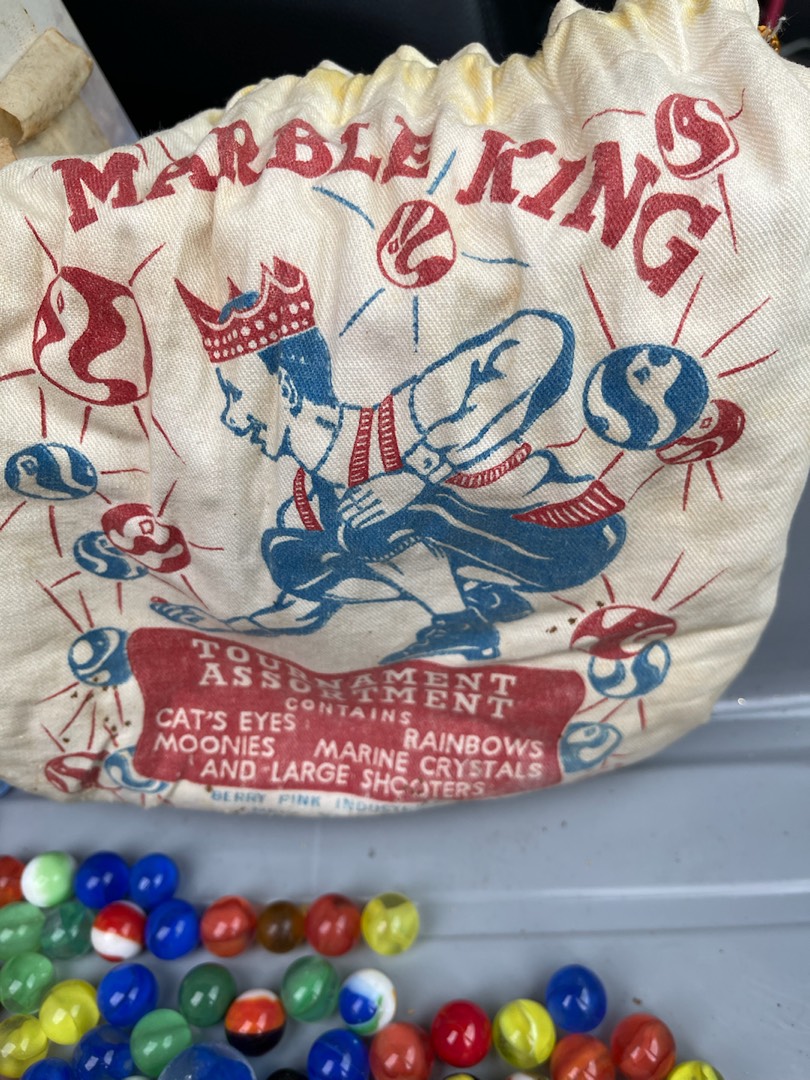 MARBLE KING
TOURNAMENT
ASSORTMENT
CONTAINS
CAT'S EYES RAINBOWS
MOONIES MARINE CRYSTALS
AND LARGE SHOOTERS
BERRY PINK